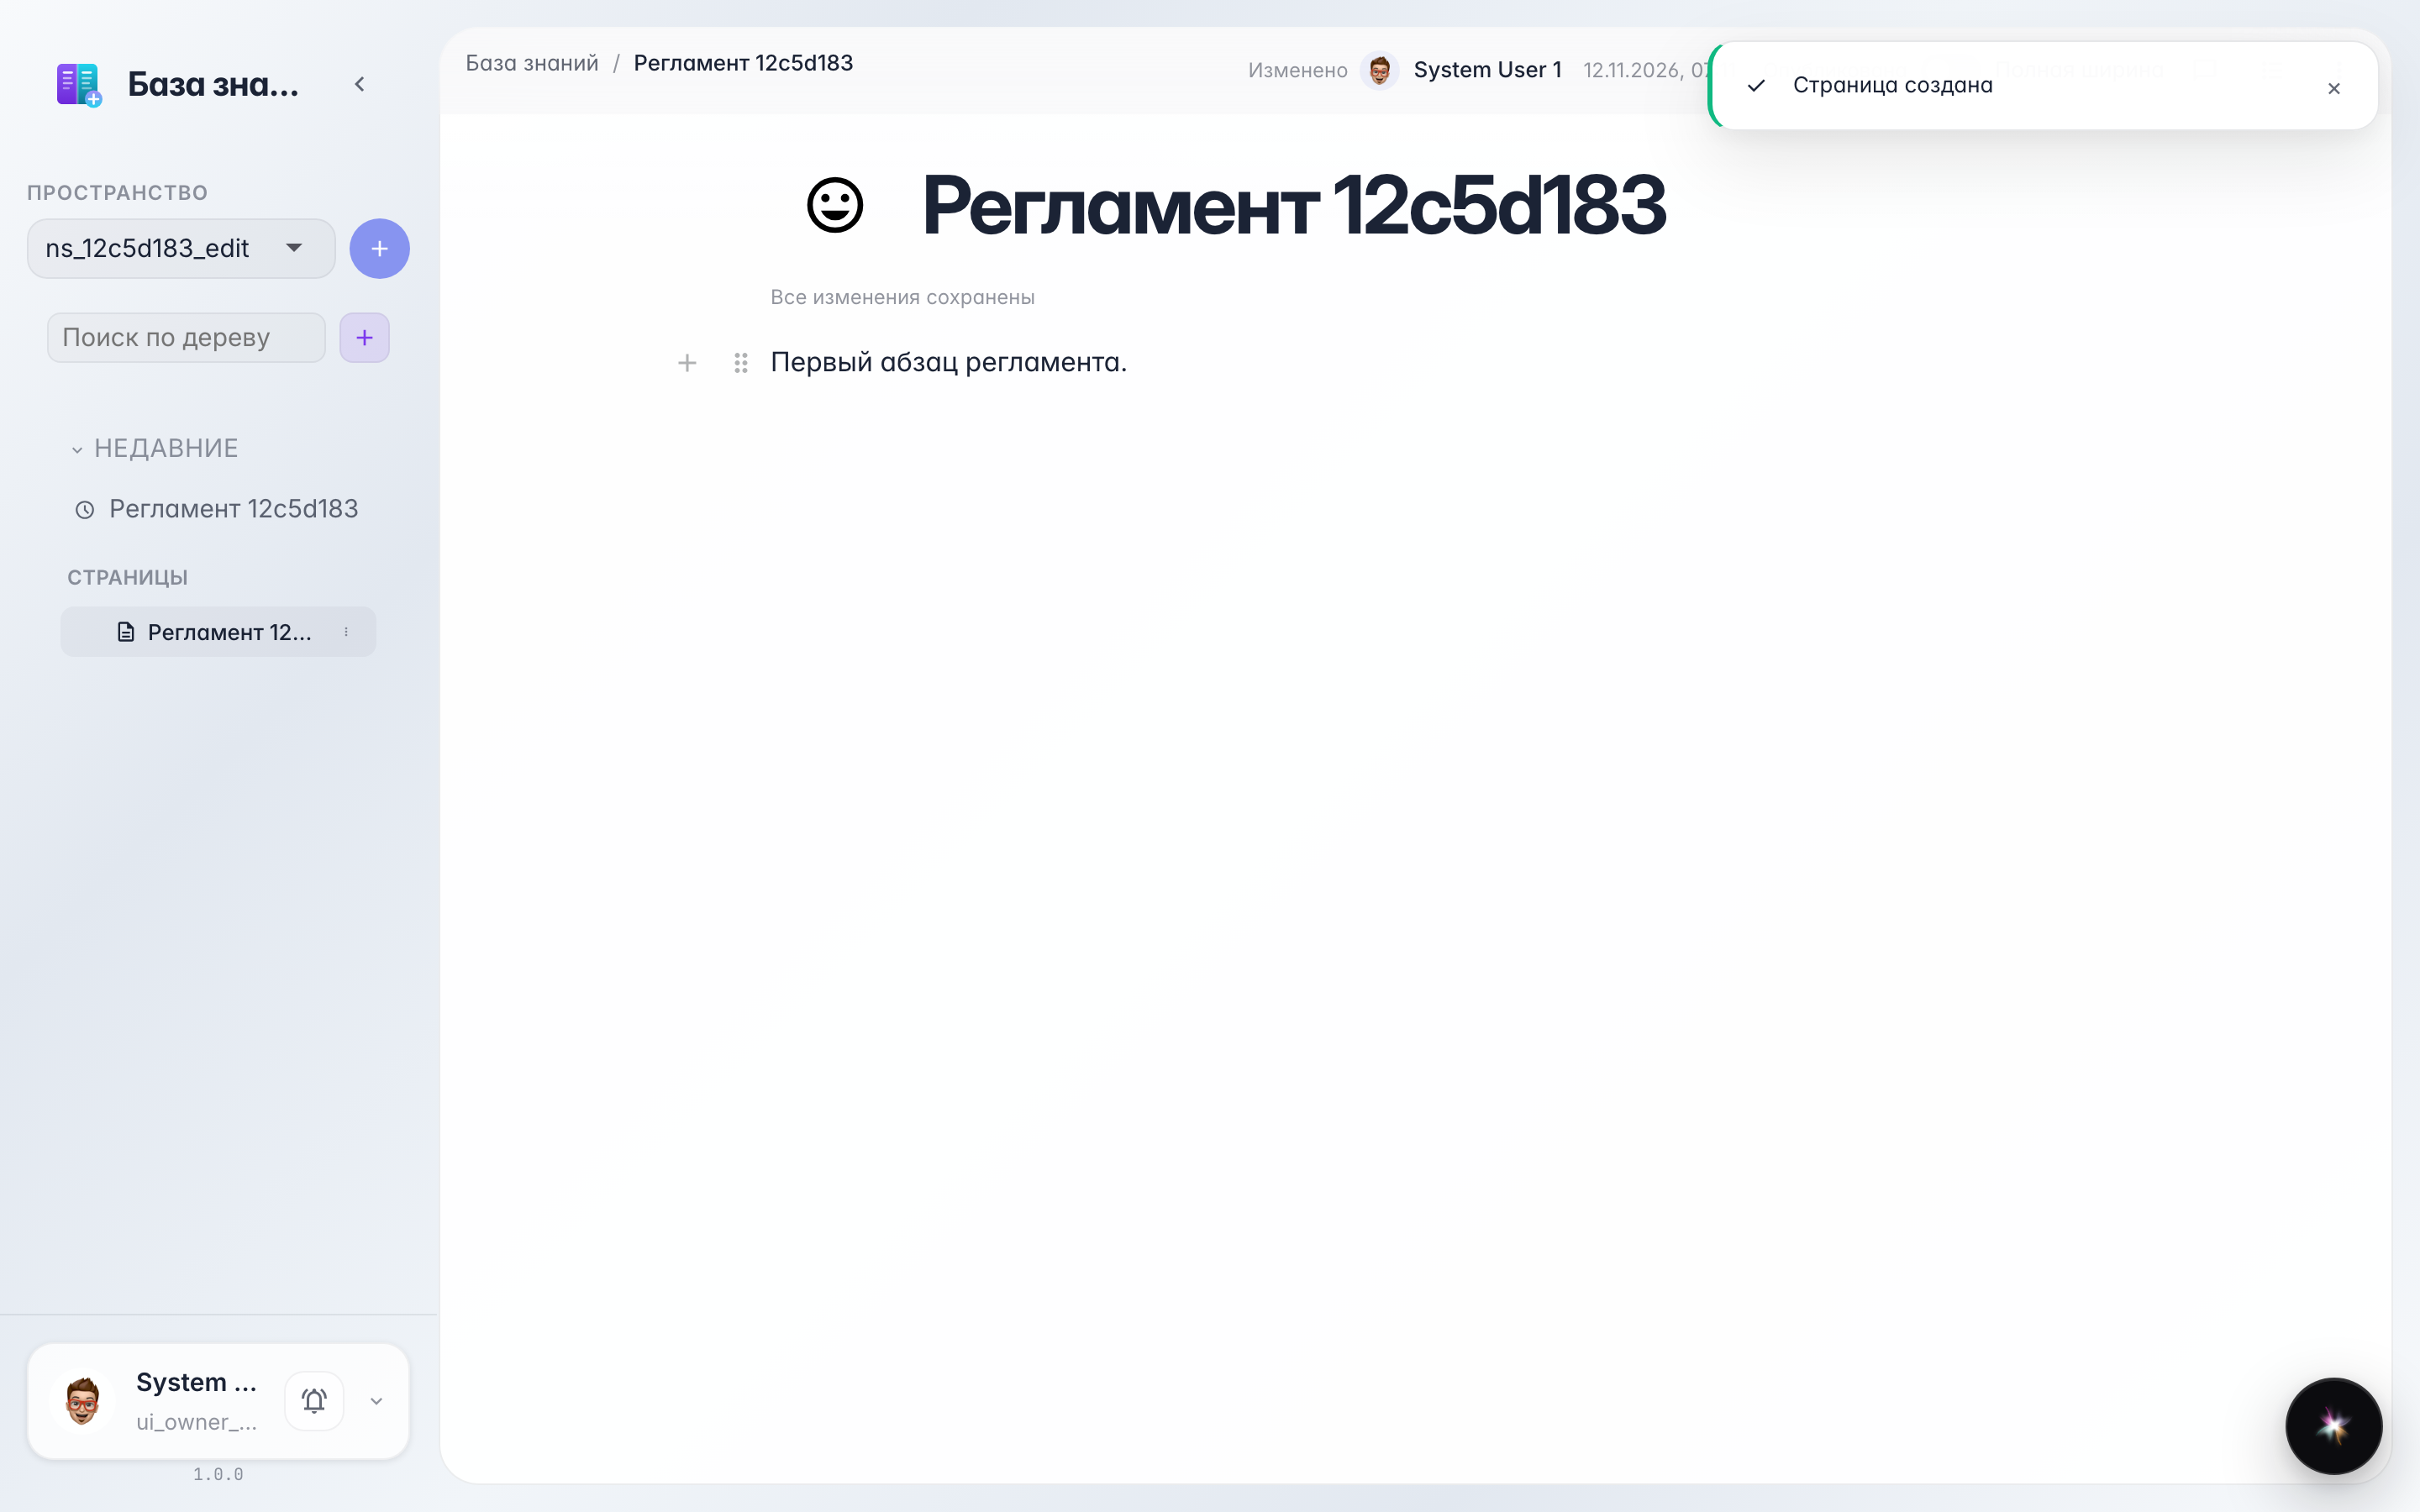 База зна...
ПРОСТРАНСТВО
ns_12c5d183_edit
Поиск по дереву
НЕДАВНИЕ
Регламент 12c5d183
СТРАНИЦЫ
Регламент 12...
System ...
ui_owner_...
1.0.0
База знаний / Регламент 12c5d183
Изменено System User 1 12.11.2026, 07
Страница создана
Регламент 12c5d183
Все изменения сохранены
Первый абзац регламента.